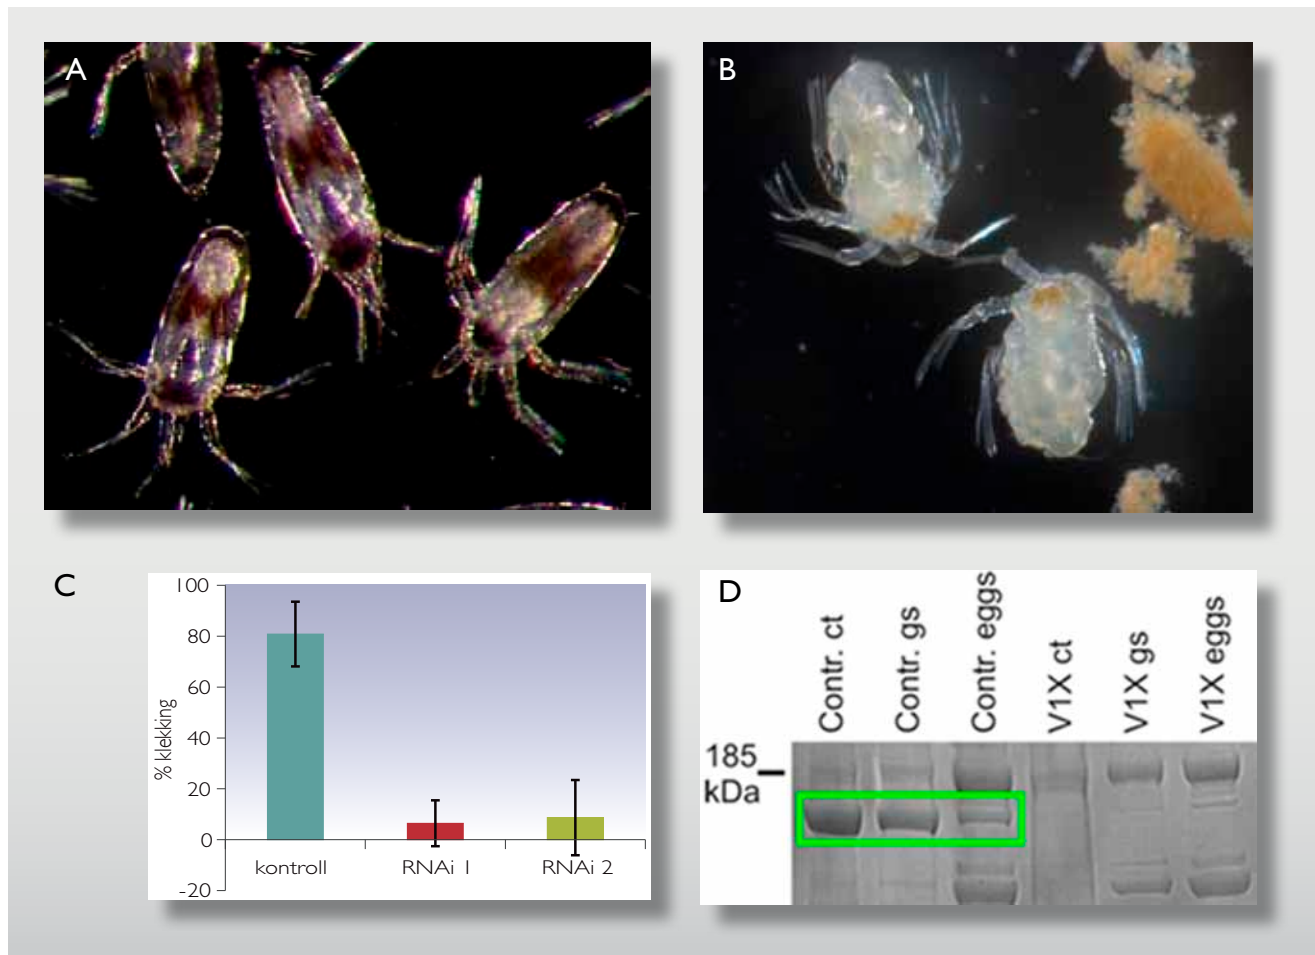 A
B
C
100
80
60
40
20
0
-20
% klekking
kontroll
RNAi 1
RNAi 2
D
Contr. ct
Contr. gs
Contr. eggs
V1X ct
V1X gs
V1X eggs
185
kDa